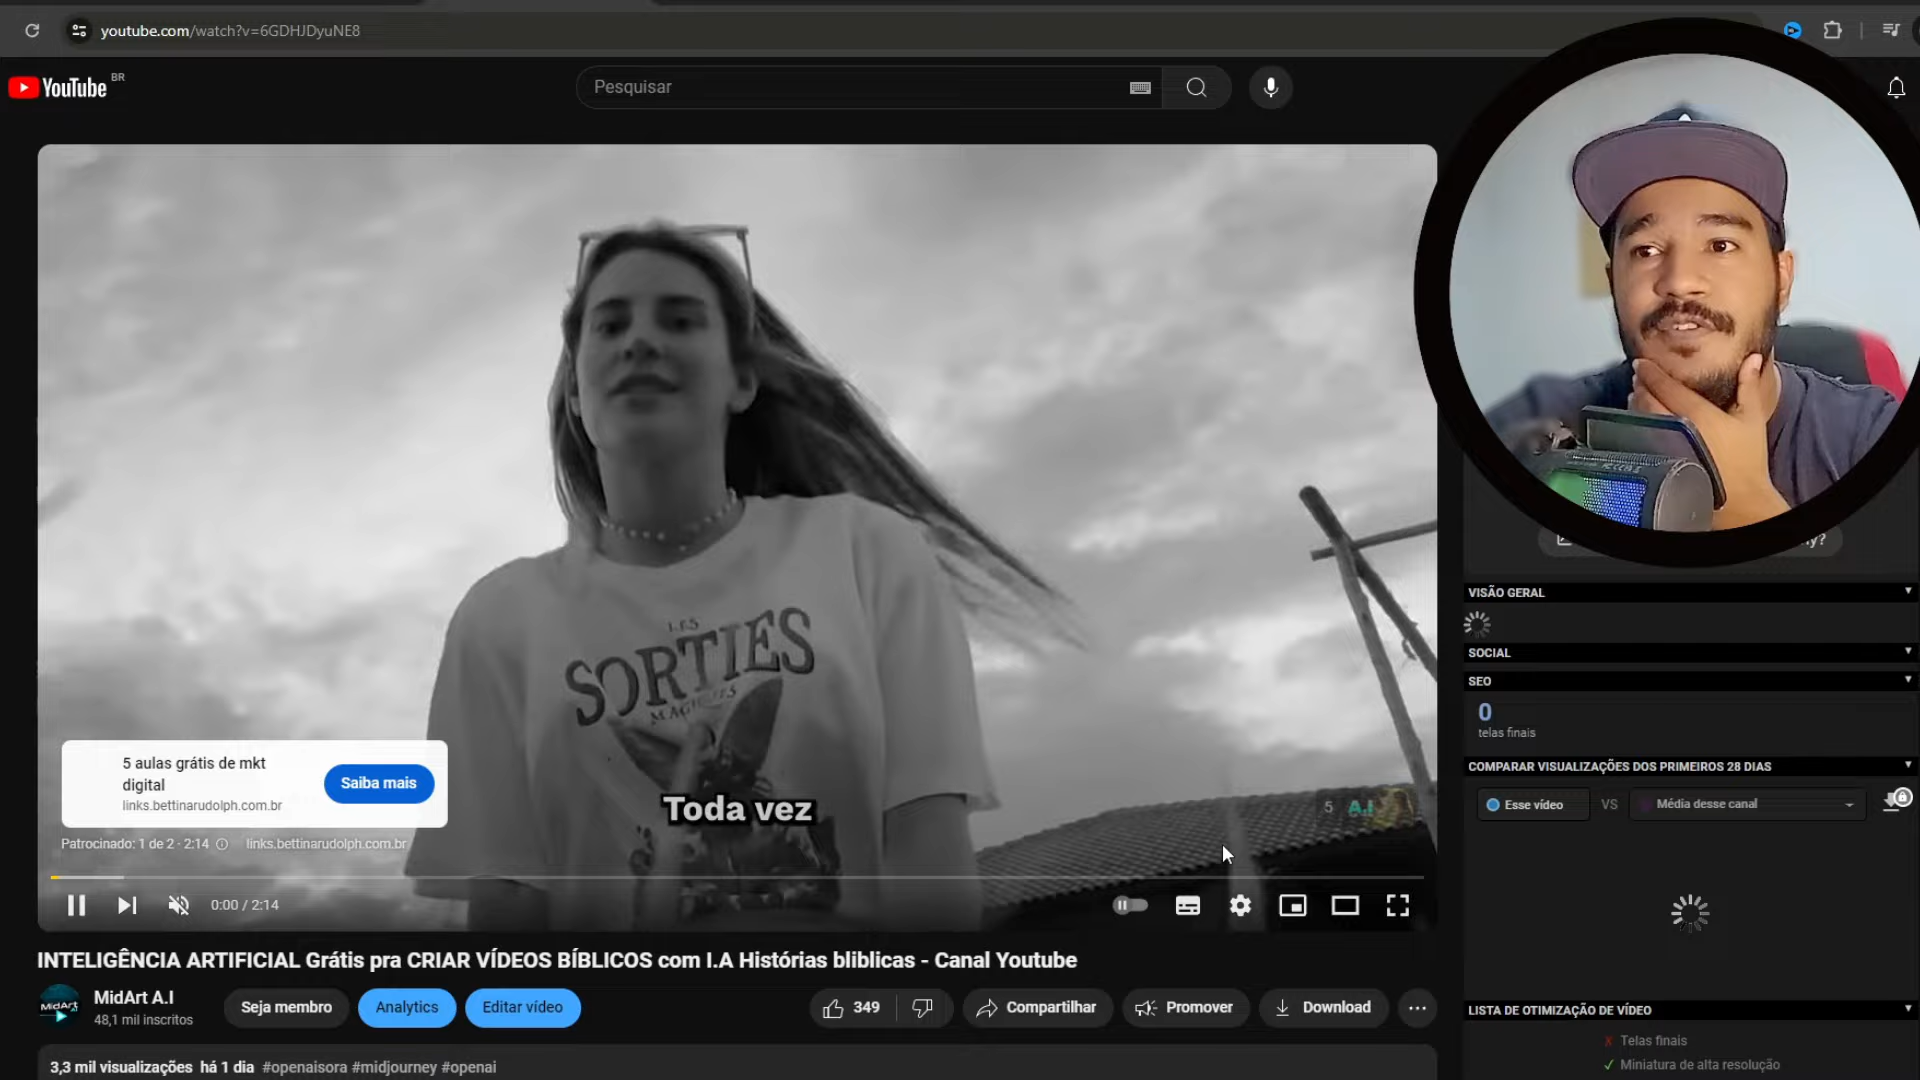 youtube.com/watch?v=6GDHJDyuNE8
YouTube BR
Pesquisar
LES
SORTIES
5 aulas grátis de mkt
digital
links.bettinarudolph.com.br
Saiba mais
Toda vez
5 A.I
Patrocinado: 1 de 2 · 2:14 links.bettinarudolph.com.br
0:00 / 2:14
INTELIGÊNCIA ARTIFICIAL Grátis pra CRIAR VÍDEOS BÍBLICOS com I.A Histórias bliblicas - Canal Youtube
MidArt
MidArt A.I
48,1 mil inscritos
Seja membro
Analytics
Editar vídeo
349
Compartilhar
Promover
Download
3,3 mil visualizações há 1 dia #openaisora #midjourney #openai
VISÃO GERAL
SOCIAL
SEO
0
telas finais
COMPARAR VISUALIZAÇÕES DOS PRIMEIROS 28 DIAS
Esse vídeo
VS
Média desse canal
LISTA DE OTIMIZAÇÃO DE VÍDEO
Telas finais
Miniatura de alta resolução